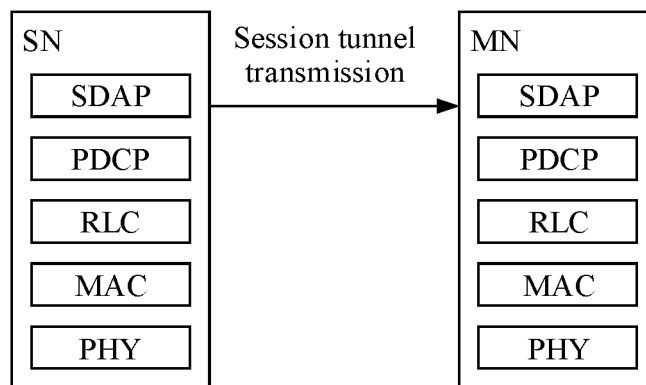 SN
SDAP
PDCP
RLC
MAC
PHY
Session tunnel
transmission
MN
SDAP
PDCP
RLC
MAC
PHY